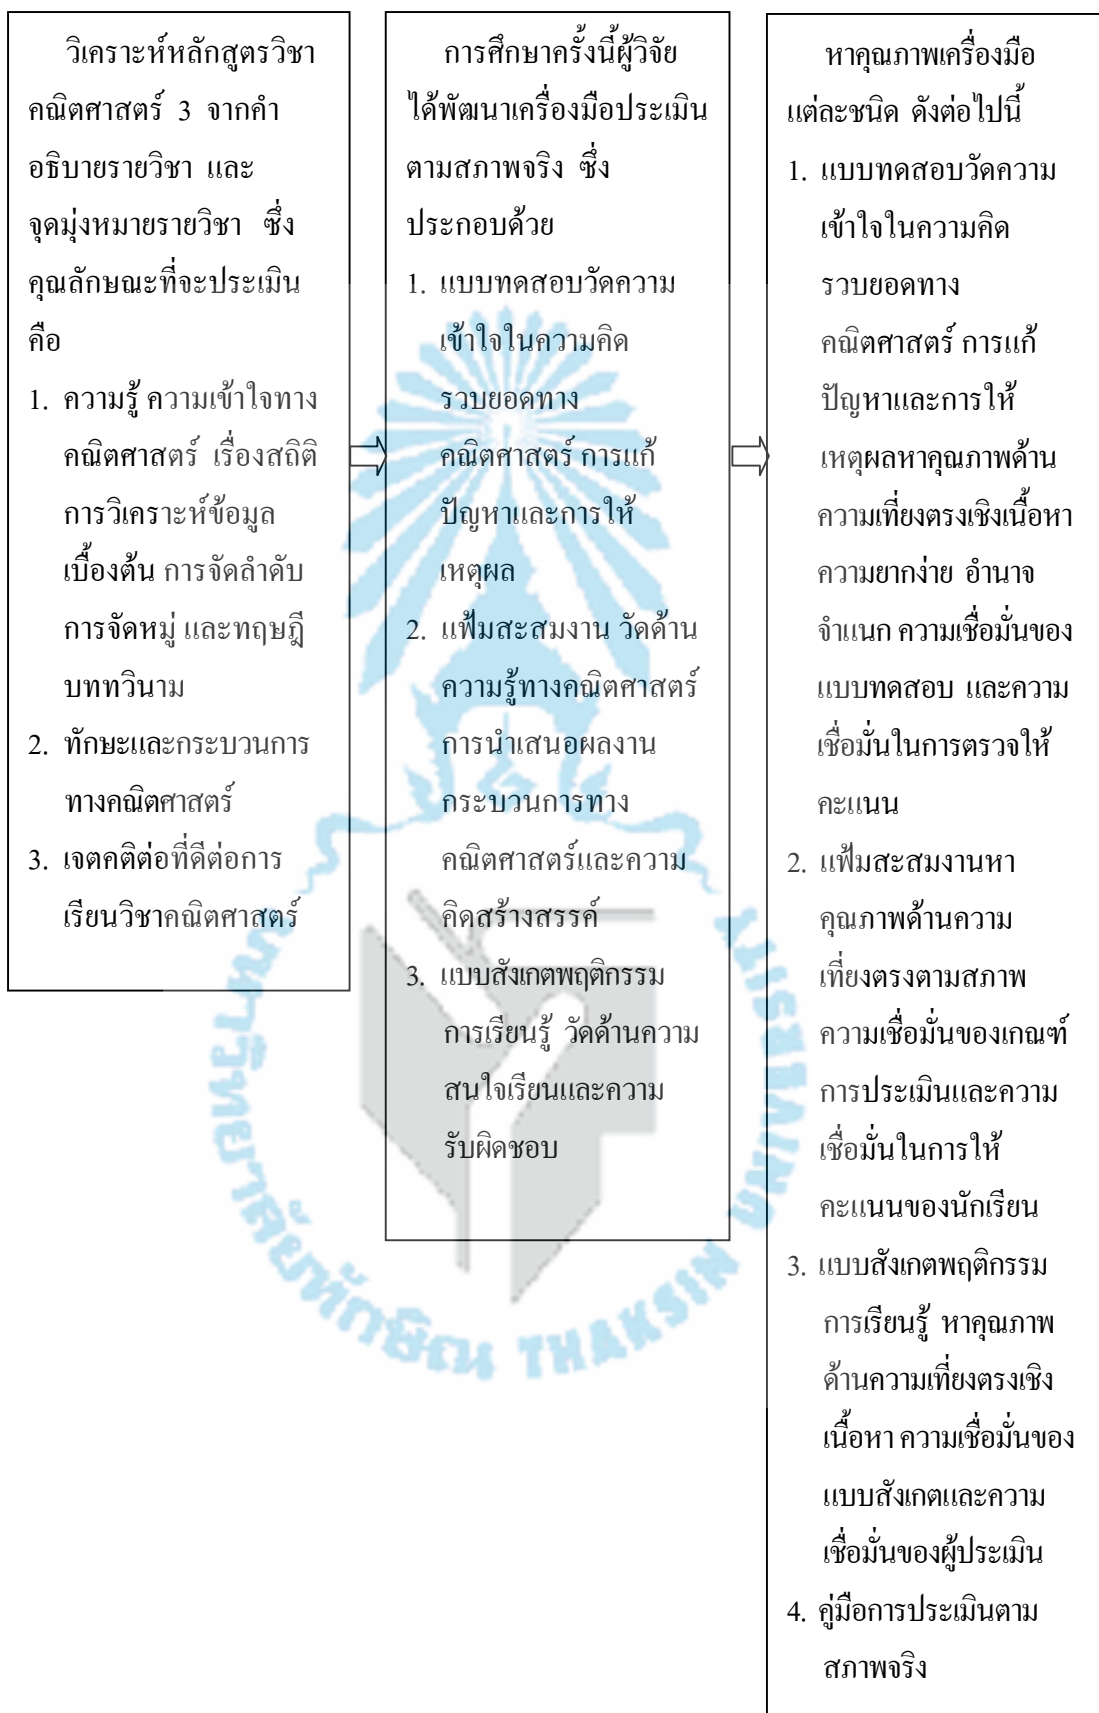 วิเคราะห์หลักสูตรวิชา
คณิตศาสตร์ 3 จากคำ
อธิบายรายวิชา และ
จุดมุ่งหมายรายวิชา ซึ่ง
คุณลักษณะที่จะประเมิน
คือ
1. ความรู้ ความเข้าใจทาง
คณิตศาสตร์ เรื่องสถิติ
การวิเคราะห์ข้อมูล
เบื้องต้น การจัดลำดับ
การจัดหมู่ และทฤษฎี
บททวินาม
2. ทักษะและกระบวนการ
ทางคณิตศาสตร์
3. เจตคติต่อที่ดีต่อการ
เรียนวิชาคณิตศาสตร์
การศึกษาครั้งนี้ผู้วิจัย
ได้พัฒนาเครื่องมือประเมิน
ตามสภาพจริง ซึ่ง
ประกอบด้วย
1. แบบทดสอบวัดความ
เข้าใจในความคิด
รวบยอดทาง
คณิตศาสตร์ การแก้
ปัญหาและการให้
เหตุผล
2. แฟ้มสะสมงาน วัดด้าน
ความรู้ทางคณิตศาสตร์
การนำเสนอผลงาน
กระบวนการทาง
คณิตศาสตร์และความ
คิดสร้างสรรค์
3. แบบสังเกตพฤติกรรม
การเรียนรู้ วัดด้านความ
สนใจเรียนและความ
รับผิดชอบ
หาคุณภาพเครื่องมือ
แต่ละชนิด ดังต่อไปนี้
1. แบบทดสอบวัดความ
เข้าใจในความคิด
รวบยอดทาง
คณิตศาสตร์ การแก้
ปัญหาและการให้
เหตุผลหาคุณภาพด้าน
ความเที่ยงตรงเชิงเนื้อหา
ความยากง่าย อำนาจ
จำแนก ความเชื่อมั่นของ
แบบทดสอบ และความ
เชื่อมั่นในการตรวจให้
คะแนน
2. แฟ้มสะสมงานหา
คุณภาพด้านความ
เที่ยงตรงตามสภาพ
ความเชื่อมั่นของเกณฑ์
การประเมินและความ
เชื่อมั่นในการให้
คะแนนของนักเรียน
3. แบบสังเกตพฤติกรรม
การเรียนรู้ หาคุณภาพ
ด้านความเที่ยงตรงเชิง
เนื้อหา ความเชื่อมั่นของ
แบบสังเกตและความ
เชื่อมั่นของผู้ประเมิน
4. คู่มือการประเมินตาม
สภาพจริง
มหาวิทยาลัยทักษิณ THAKSIN UNIVERSITY